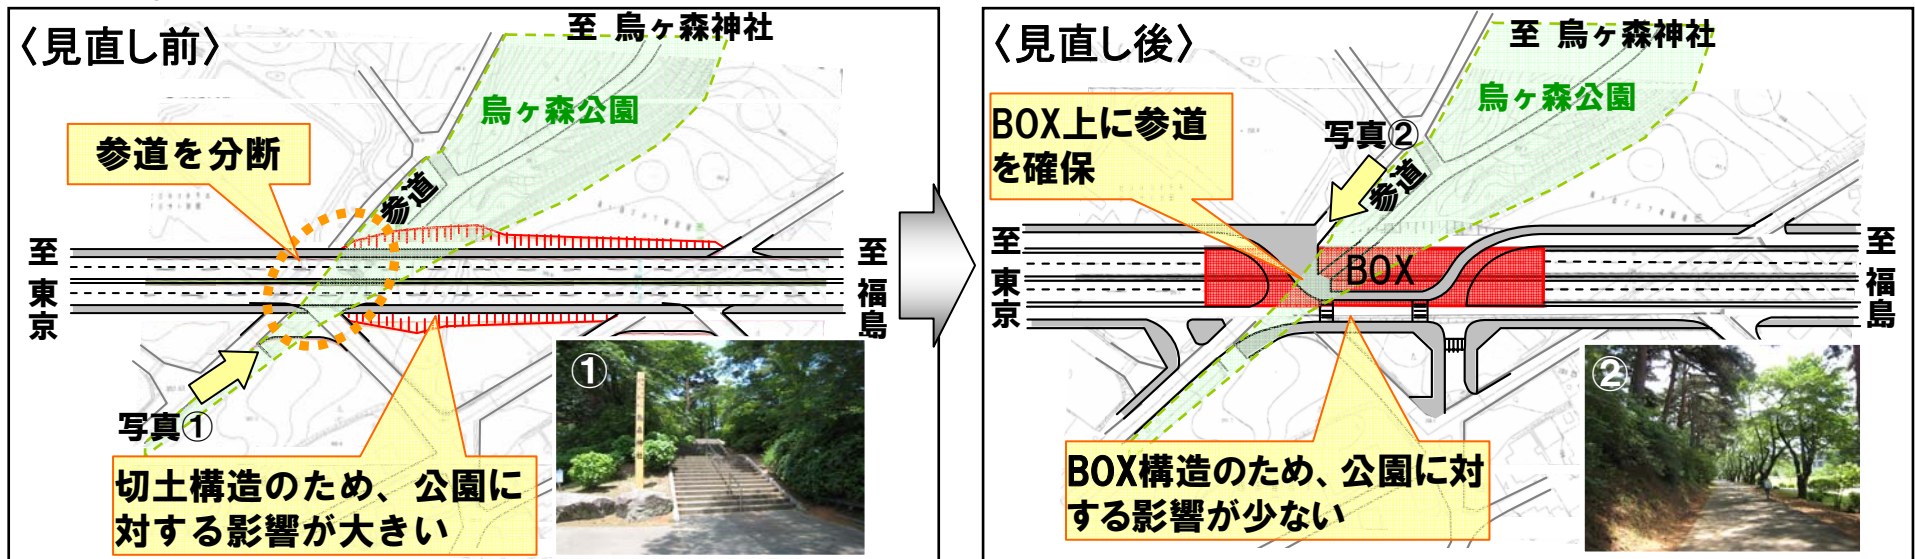 〈見直し前〉
至 烏ヶ森神社
烏ヶ森公園
参道を分断
参道
至東京
至福島
写真①
①
切土構造のため、公園に
対する影響が大きい
〈見直し後〉
至 烏ヶ森神社
烏ヶ森公園
BOX上に参道
を確保
写真②
参道
至東京
BOX
至福島
②
BOX構造のため、公園に対
する影響が少ない